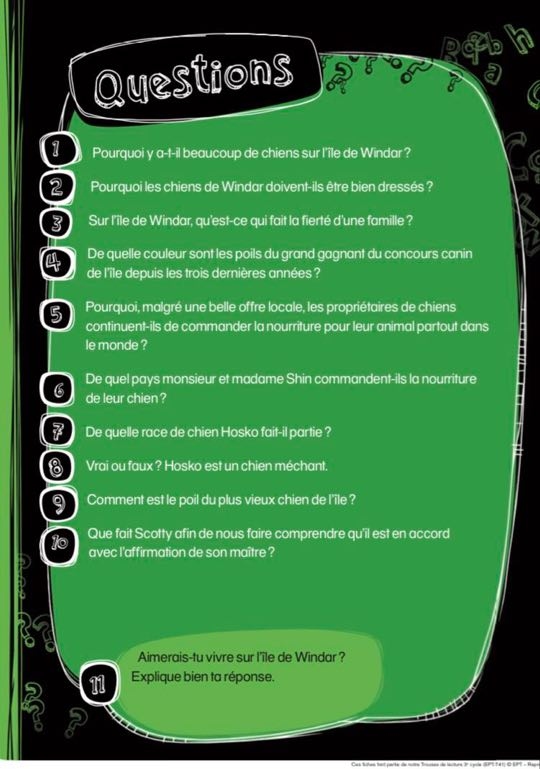 Questions
1 Pourquoi y a-t-il beaucoup de chiens sur l'île de Windar ?
2 Pourquoi les chiens de Windar doivent-ils être bien dressés ?
3 Sur l'île de Windar, qu'est-ce qui fait la fierté d'une famille ?
4 De quelle couleur sont les poils du grand gagnant du concours canin
de l'île depuis les trois dernières années ?
5 Pourquoi, malgré une belle offre locale, les propriétaires de chiens
continuent-ils de commander la nourriture pour leur animal partout dans
le monde ?
6 De quel pays monsieur et madame Shin commandent-ils la nourriture
de leur chien ?
7 De quelle race de chien Hosko fait-il partie ?
8 Vrai ou faux ? Hosko est un chien méchant.
9 Comment est le poil du plus vieux chien de l'île ?
10 Que fait Scotty afin de nous faire comprendre qu'il est en accord
avec l'affirmation de son maître ?
11 Aimerais-tu vivre sur l'île de Windar ?
Explique bien ta réponse.
Ces fiches font partie de notre Trousse de lecture 3e cycle (EPT-T41) © EPT –